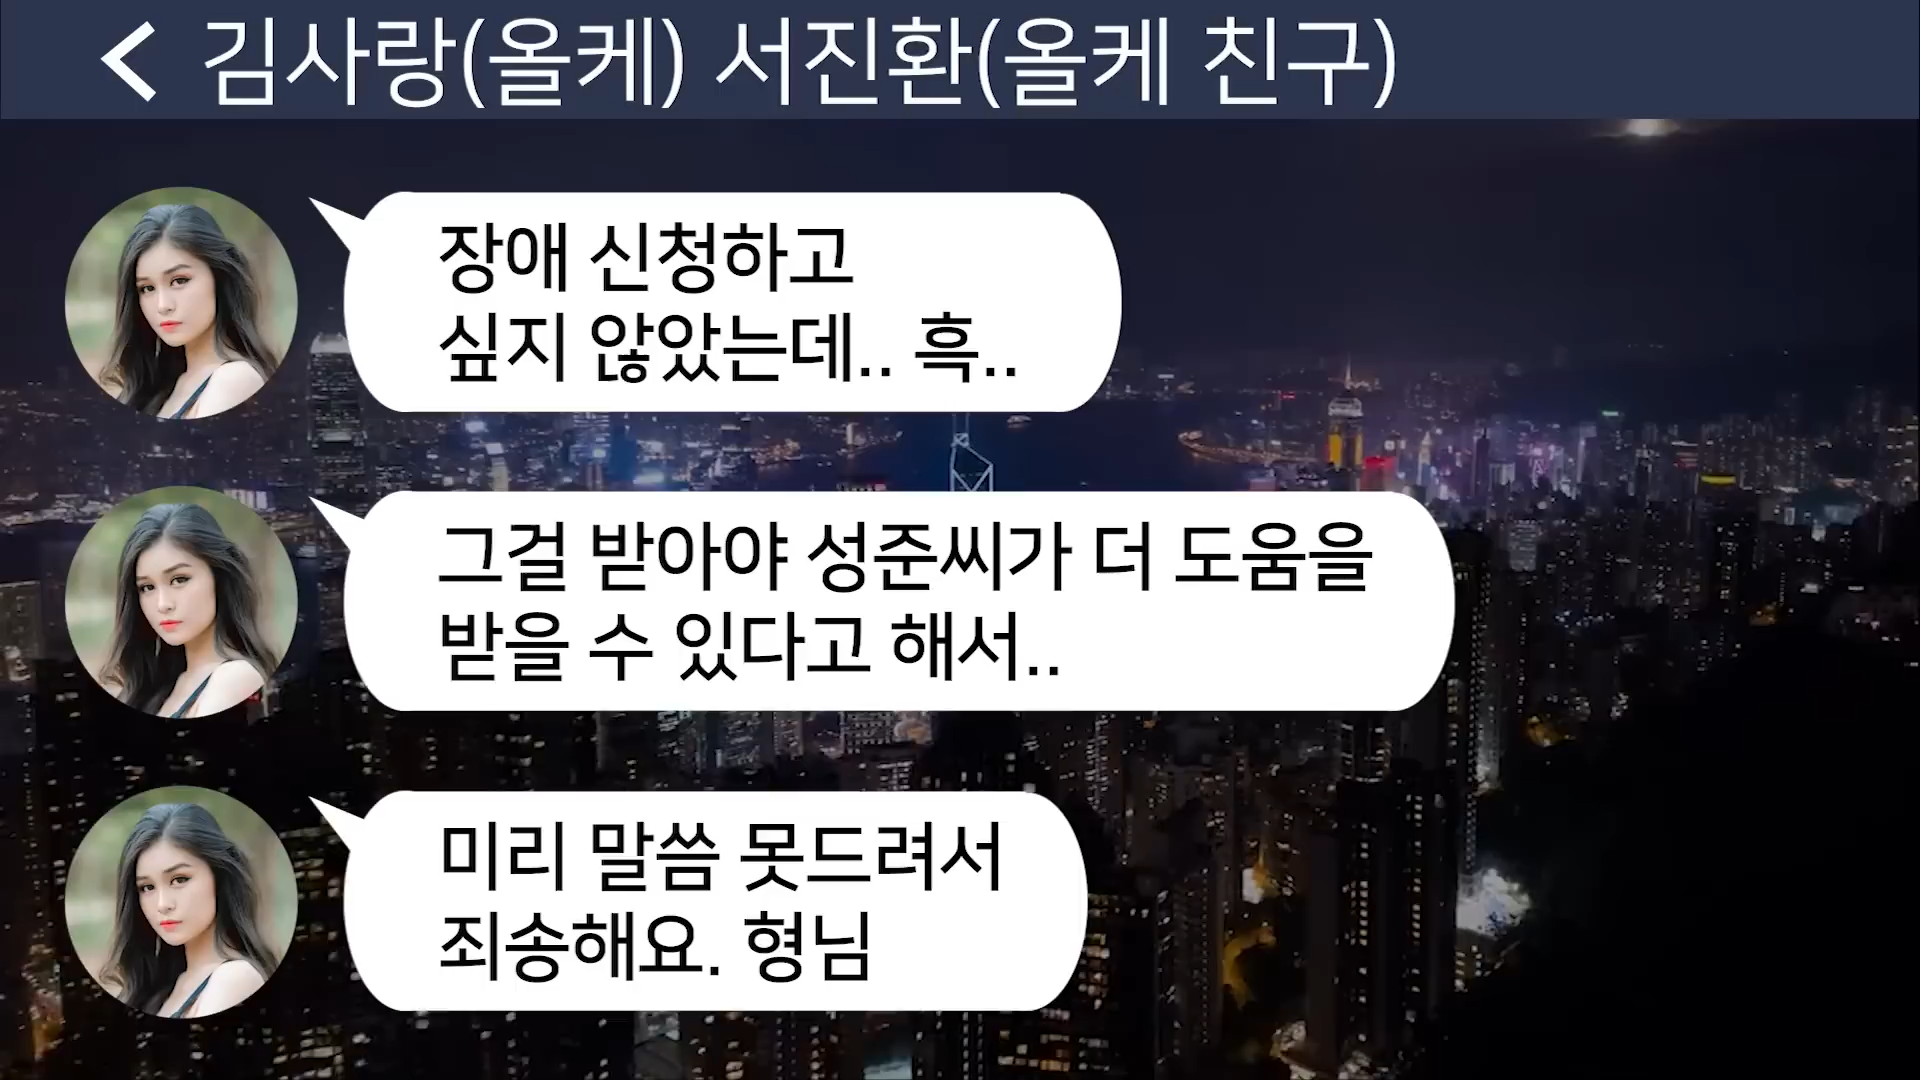 김사랑(올케) 서진환(올케 친구)
장애 신청하고
싶지 않았는데.. 흑..
그걸 받아야 성준씨가 더 도움을
받을 수 있다고 해서..
미리 말씀 못드려서
죄송해요. 형님